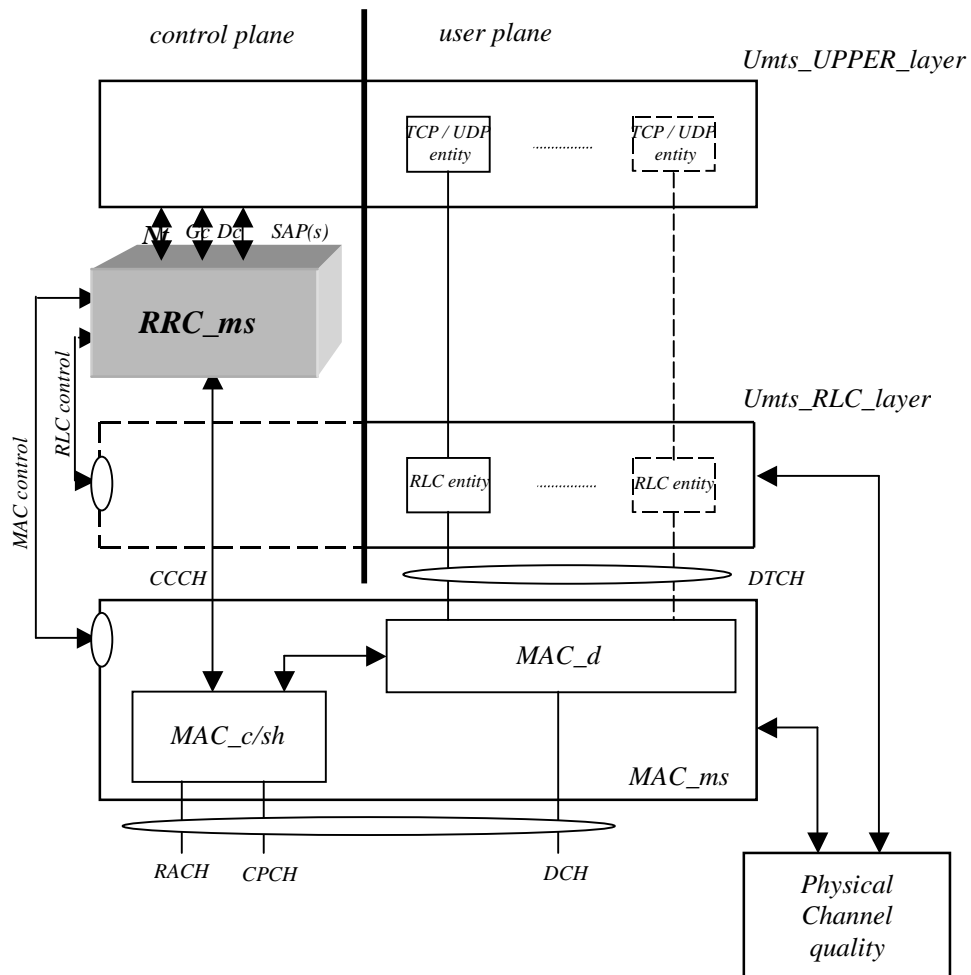 control plane
user plane
Umts_UPPER_layer
TCP / UDP
entity
..............
TCP / UDP
entity
Nt
Gc
Dc
SAP(s)
RRC_ms
RLC control
MAC control
Umts_RLC_layer
RLC entity
..............
RLC entity
CCCH
DTCH
MAC_d
MAC_c/sh
MAC_ms
RACH
CPCH
DCH
Physical
Channel
quality